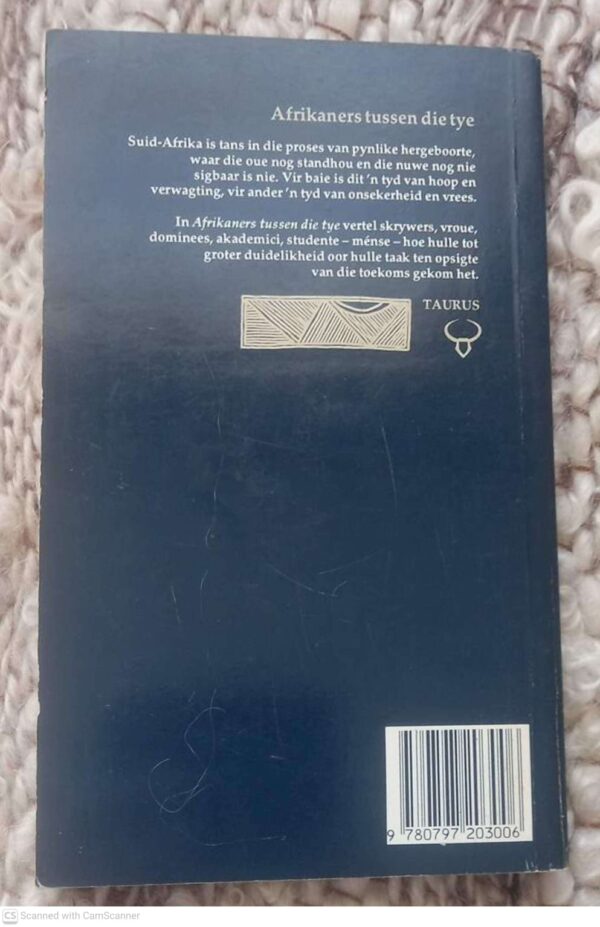 Afrikaners tussen die tye
Suid-Afrika is tans in die proses van pynlike hergeboorte,
waar die oue nog standhou en die nuwe nog nie
sigbaar is nie. Vir baie is dit 'n tyd van hoop en
verwagting, vir ander 'n tyd van onsekerheid en vrees.
In Afrikaners tussen die tye vertel skrywers, vroue,
dominees, akademici, studente – ménse – hoe hulle tot
groter duidelikheid oor hulle taak ten opsigte
van die toekoms gekom het.
TAURUS
9 780797 203006
CS Scanned with CamScanner